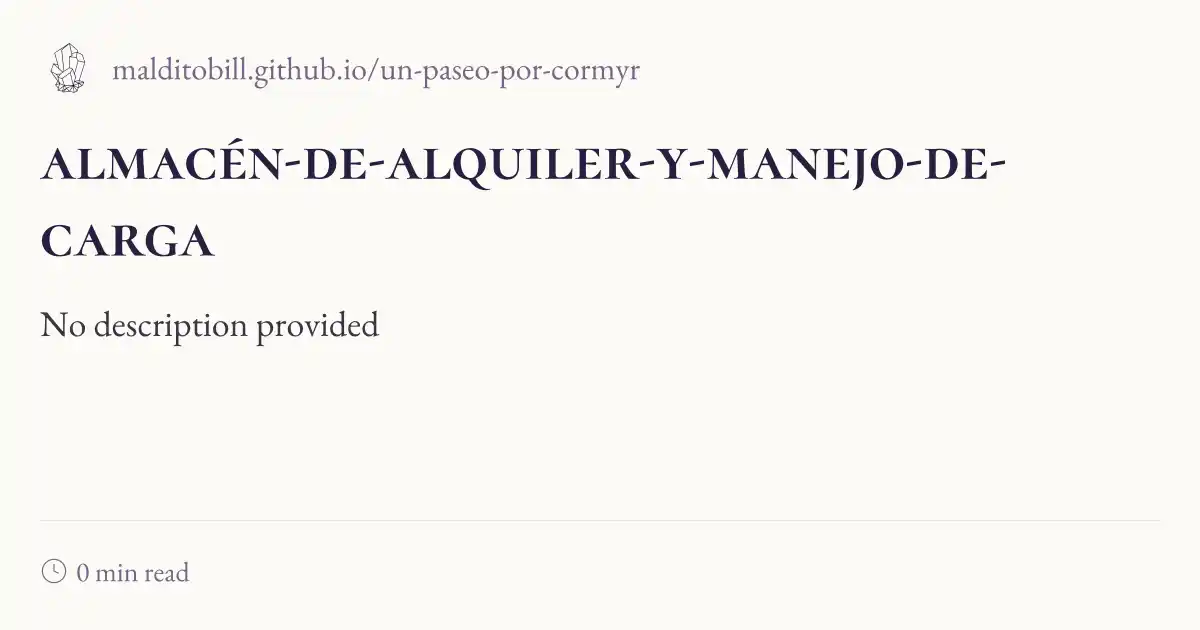 malditobill.github.io/un-paseo-por-cormyr
ALMACÉN-DE-ALQUILER-Y-MANEJO-DE-
CARGA
No description provided
0 min read